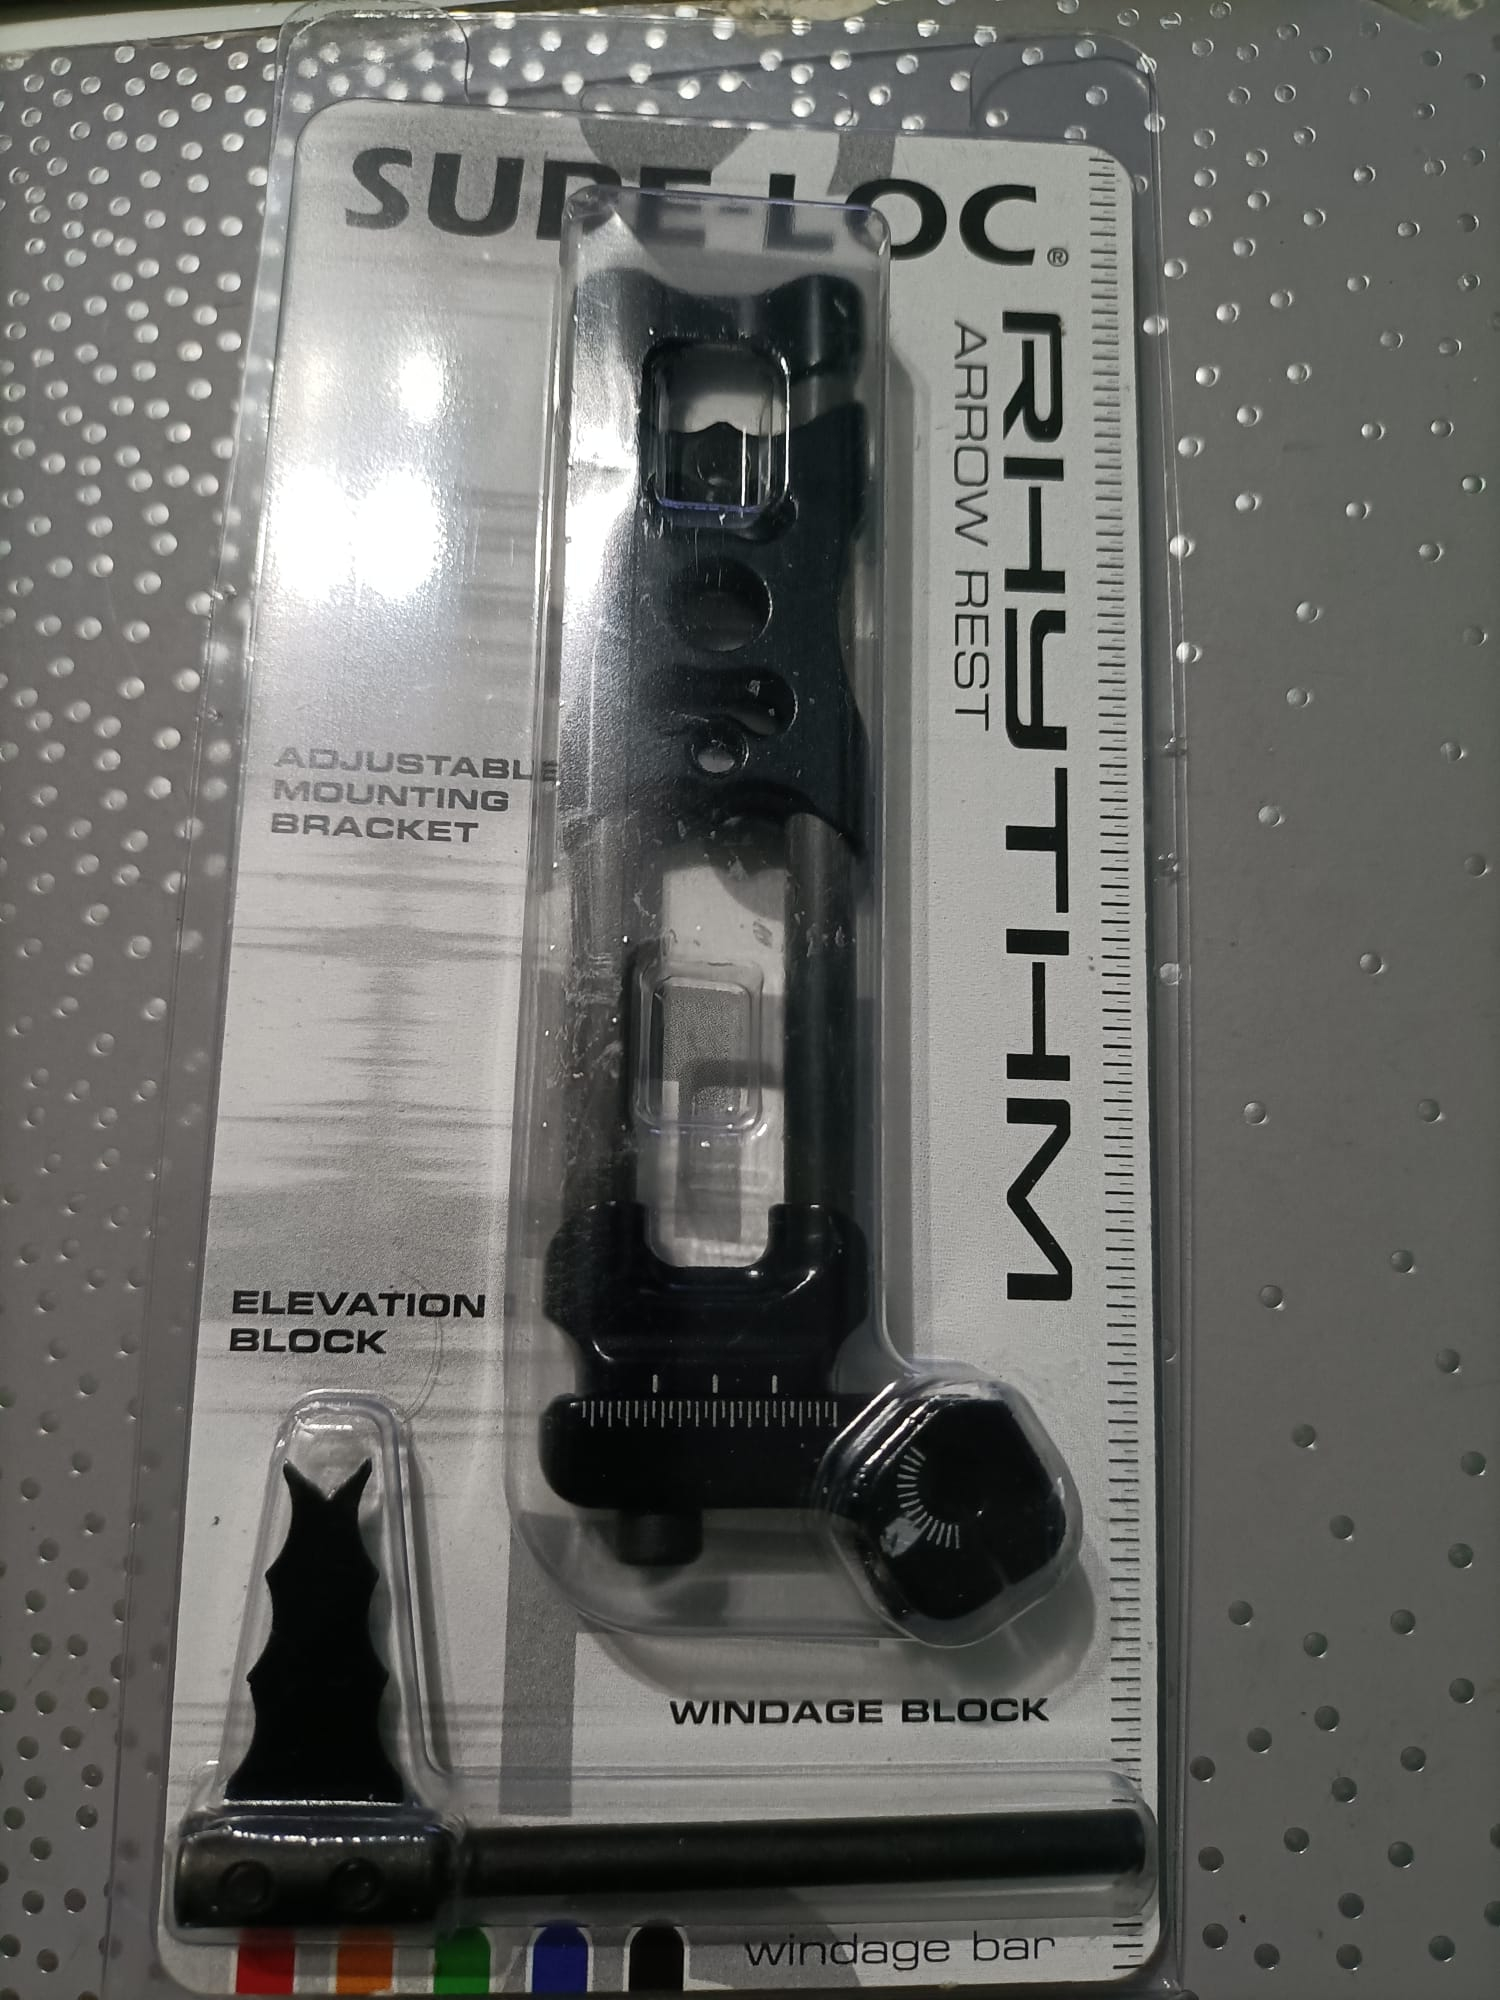 SURE-LOC®
RHYTHM
ARROW REST
ADJUSTABLE
MOUNTING
BRACKET
ELEVATION
BLOCK
WINDAGE BLOCK
windage bar